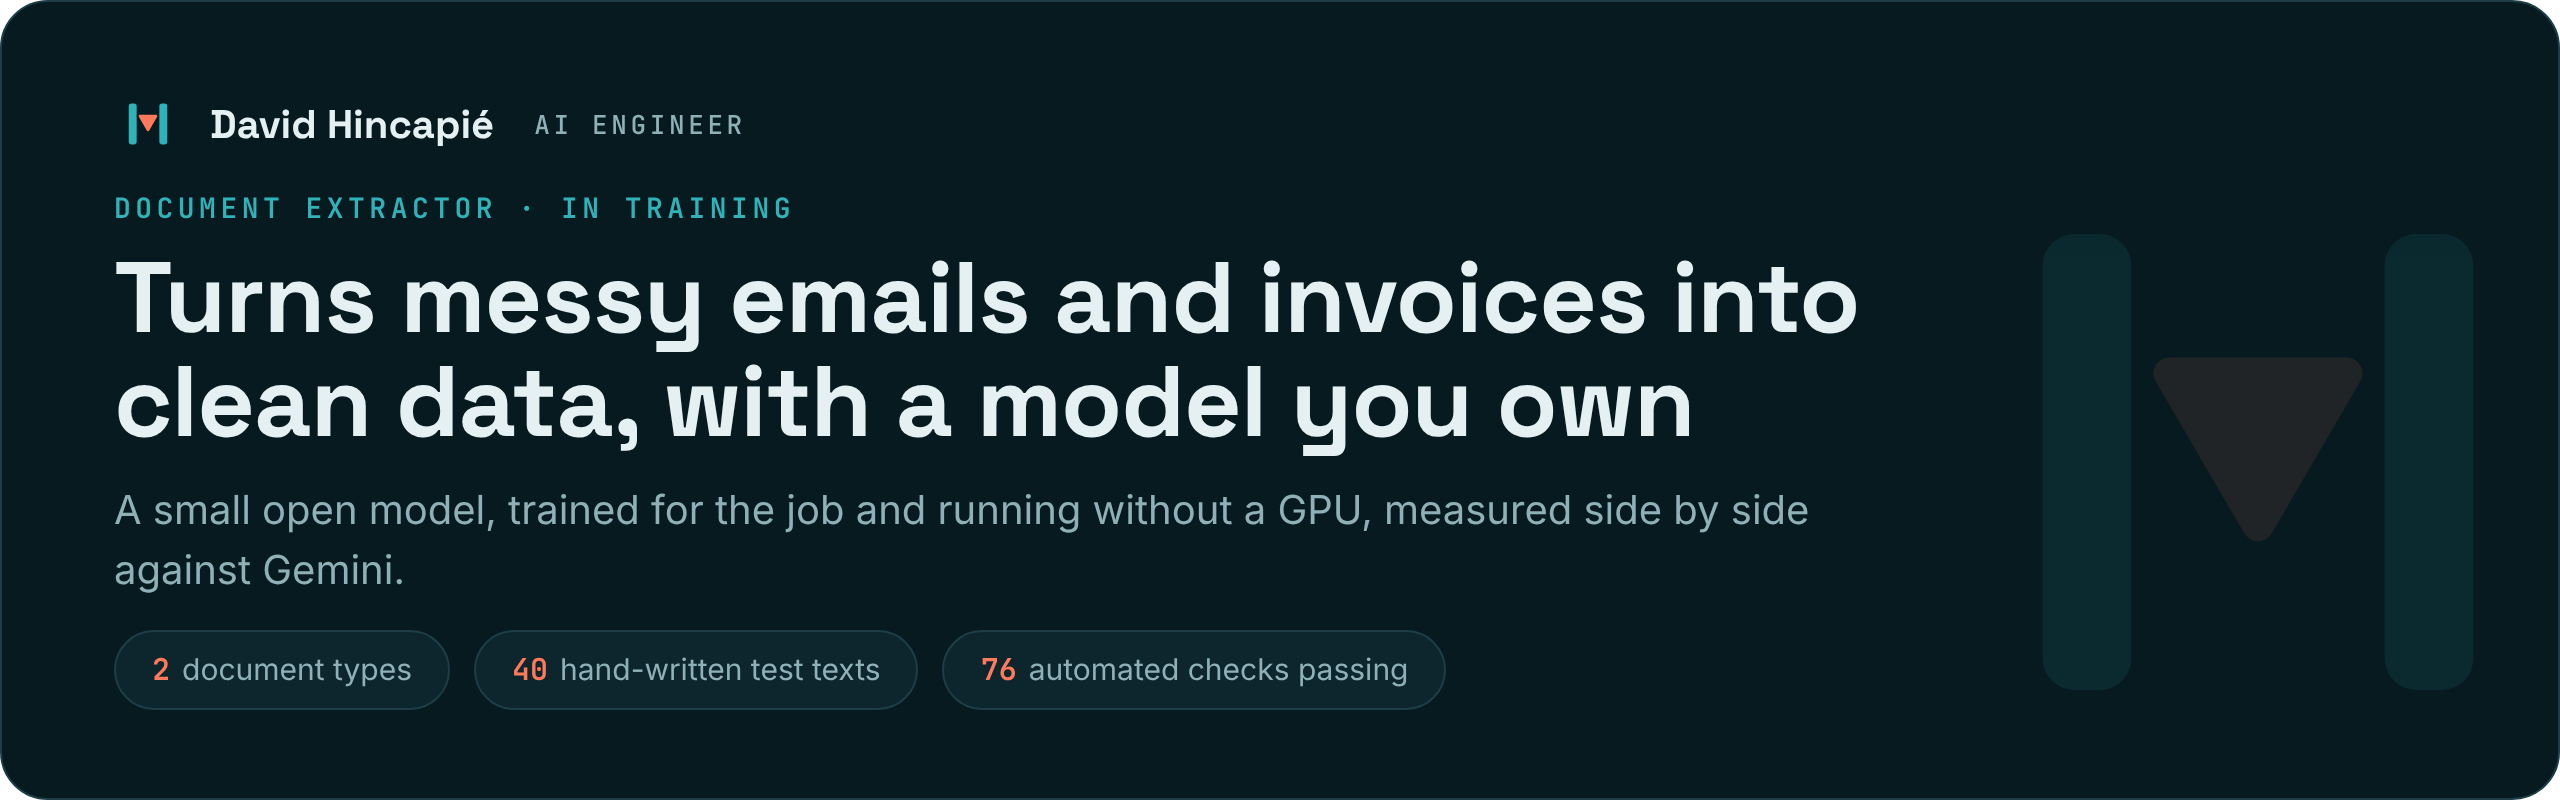 David Hincapié AI ENGINEER
DOCUMENT EXTRACTOR · IN TRAINING
Turns messy emails and invoices into
clean data, with a model you own
A small open model, trained for the job and running without a GPU, measured side by side
against Gemini.
2 document types 40 hand-written test texts 76 automated checks passing